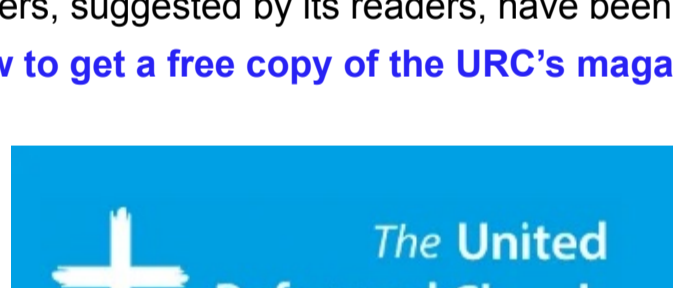 ers, suggested by its readers, have been
to get a free copy of the URC’s maga
The United